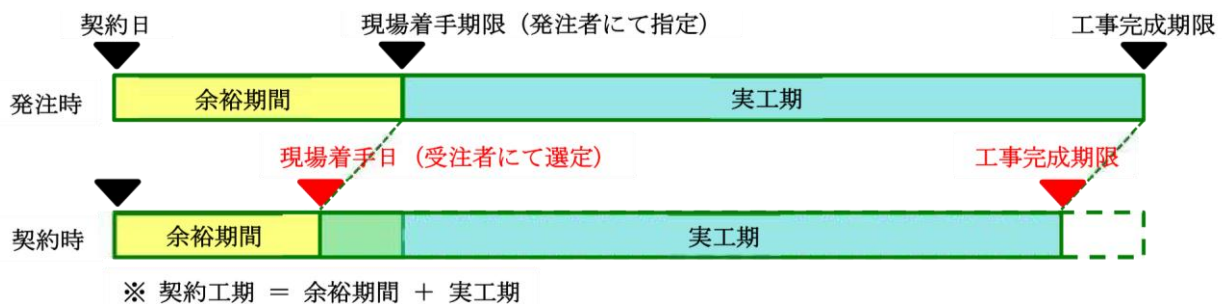 契約日
現場着手期限（発注者にて指定）
工事完成期限
発注時
余裕期間
実工期
現場着手日（受注者にて選定）
工事完成期限
契約時
余裕期間
実工期
※ 契約工期 ＝ 余裕期間 ＋ 実工期